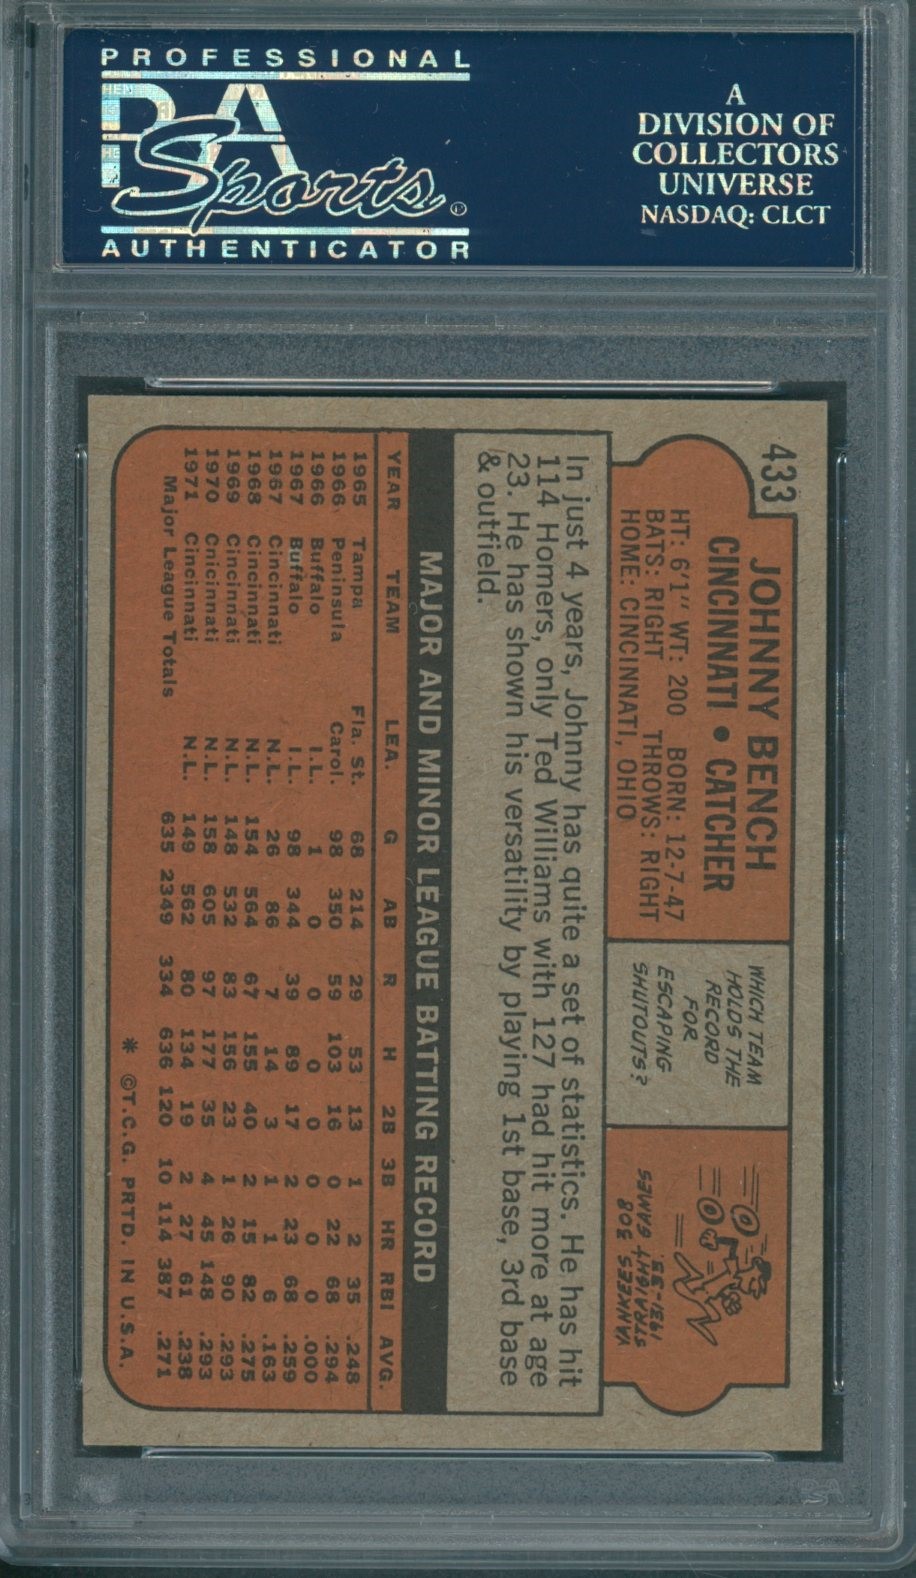 PROFESSIONAL
PSA
Sports
AUTHENTICATOR
A
DIVISION OF
COLLECTORS
UNIVERSE
NASDAQ: CLCT
433
JOHNNY BENCH
CINCINNATI • CATCHER
HT: 6'1" WT: 200 BORN: 12-7-47
BATS: RIGHT THROWS: RIGHT
HOME: CINCINNATI, OHIO
WHICH TEAM
HOLDS THE
RECORD
FOR
ESCAPING
SHUTOUTS?
YANKEES 308
STRAIGHT GAMES
1931-33
In just 4 years, Johnny has quite a set of statistics. He has hit
114 Homers, only Ted Williams with 127 had hit more at age
23. He has shown his versatility by playing 1st base, 3rd base
& outfield.
MAJOR AND MINOR LEAGUE BATTING RECORD
YEAR TEAM LEA. G AB R H 2B 3B HR RBI AVG.
1965 Tampa Fla. St. 68 214 29 53 13 1 2 35 .248
1966 Peninsula Carol. 98 350 59 103 16 0 22 68 .294
1966 Buffalo I.L. 1 0 0 0 0 0 0 0 .000
1967 Buffalo I.L. 98 344 39 89 17 2 23 68 .259
1967 Cincinnati N.L. 26 86 7 14 3 1 1 6 .163
1968 Cincinnati N.L. 154 564 67 155 40 2 15 82 .275
1969 Cincinnati N.L. 148 532 83 156 23 1 26 90 .293
1970 Cnicinnati N.L. 158 605 97 177 35 4 45 148 .293
1971 Cincinnati N.L. 149 562 80 134 19 2 27 61 .238
Major League Totals 635 2349 334 636 120 10 114 387 .271
* ©T.C.G. PRTD. IN U.S.A.